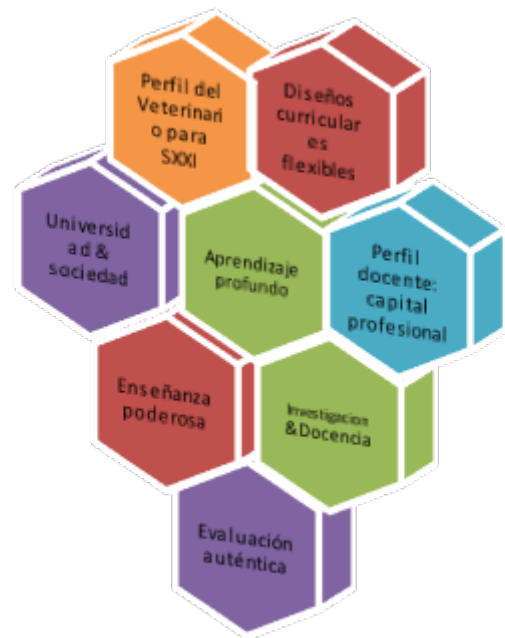 Perfil del
Veterinari
o para
SXXI
Diseños
curricular
es
flexibles
Universid
ad &
sociedad
Aprendizaje
profundo
Perfil
docente:
capital
profesional
Enseñanza
poderosa
Investigacion
&Docencia
Evaluación
auténtica